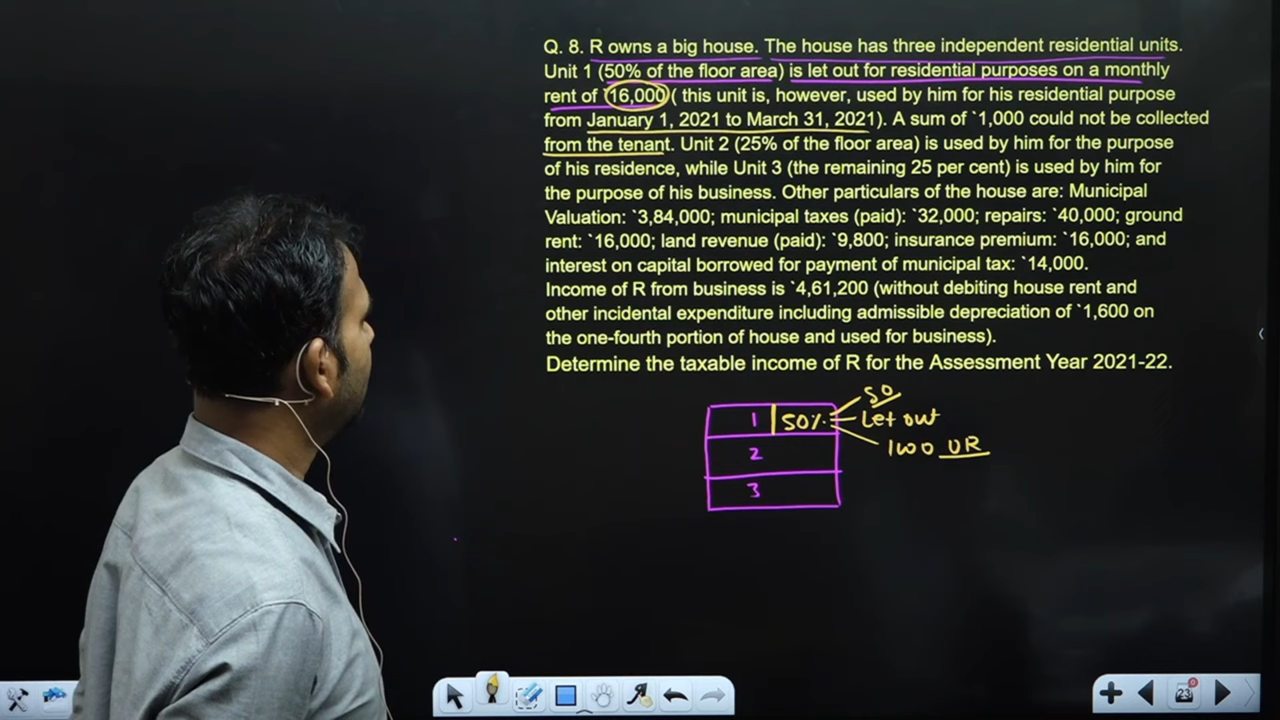 Q. 8. R owns a big house. The house has three independent residential units.
Unit 1 (50% of the floor area) is let out for residential purposes on a monthly
rent of `16,000 ( this unit is, however, used by him for his residential purpose
from January 1, 2021 to March 31, 2021). A sum of `1,000 could not be collected
from the tenant. Unit 2 (25% of the floor area) is used by him for the purpose
of his residence, while Unit 3 (the remaining 25 per cent) is used by him for
the purpose of his business. Other particulars of the house are: Municipal
Valuation: `3,84,000; municipal taxes (paid): `32,000; repairs: `40,000; ground
rent: `16,000; land revenue (paid): `9,800; insurance premium: `16,000; and
interest on capital borrowed for payment of municipal tax: `14,000.
Income of R from business is `4,61,200 (without debiting house rent and
other incidental expenditure including admissible depreciation of `1,600 on
the one-fourth portion of house and used for business).
Determine the taxable income of R for the Assessment Year 2021-22.
SO
1 50% Let out
1000 UR
2
3
23